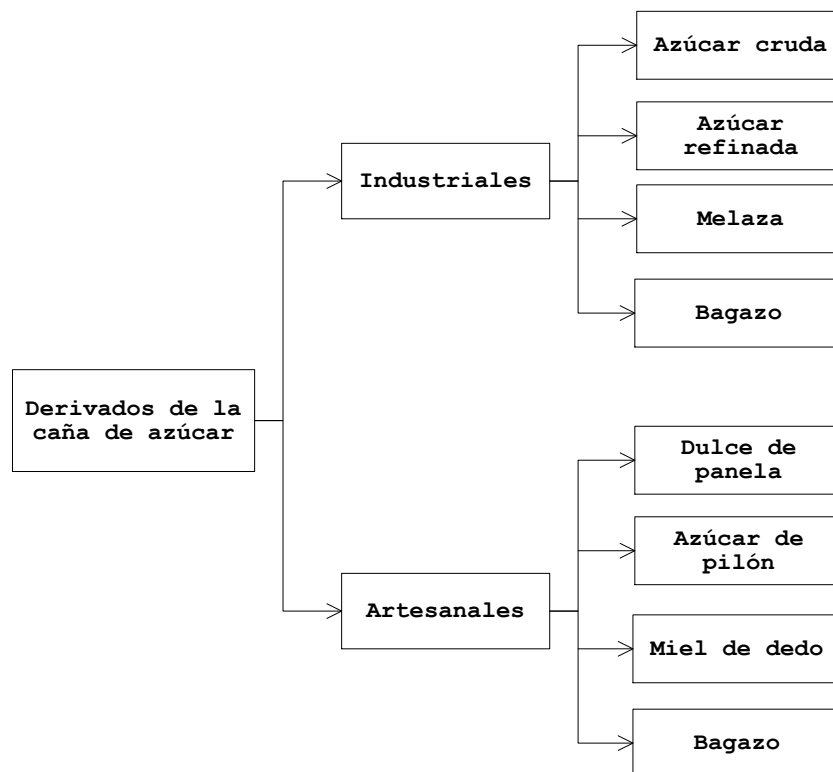 Azúcar cruda
Azúcar
refinada
Industriales
Melaza
Bagazo
Derivados de la
caña de azúcar
Dulce de
panela
Azúcar de
pilón
Artesanales
Miel de dedo
Bagazo